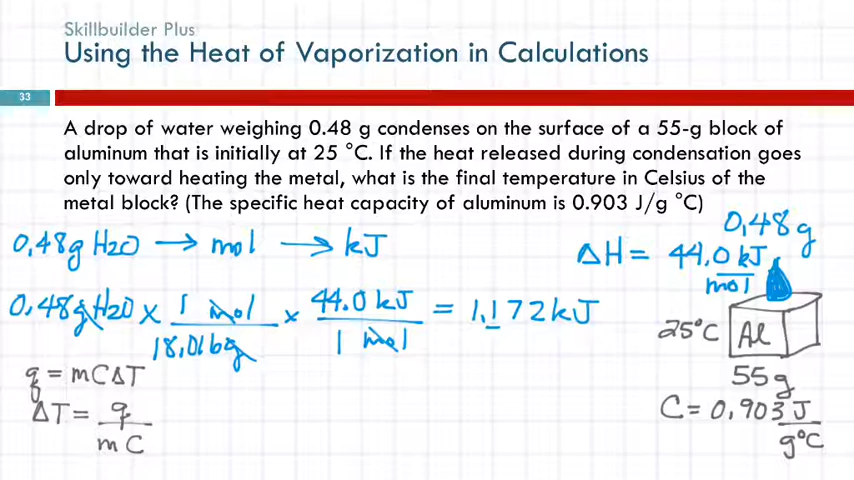 Skillbuilder Plus
Using the Heat of Vaporization in Calculations
33
A drop of water weighing 0.48 g condenses on the surface of a 55-g block of
aluminum that is initially at 25 °C. If the heat released during condensation goes
only toward heating the metal, what is the final temperature in Celsius of the
metal block? (The specific heat capacity of aluminum is 0.903 J/g °C)
0.48g H2O → mol → kJ
0.48 g
ΔH = 44.0 kJ
mol
0.48g H2O × 1 mol × 44.0 kJ = 1.172 kJ
18.016g 1 mol
25°C Al
55g
q = mCΔT
ΔT = q
mC
C = 0.903 J
g°C